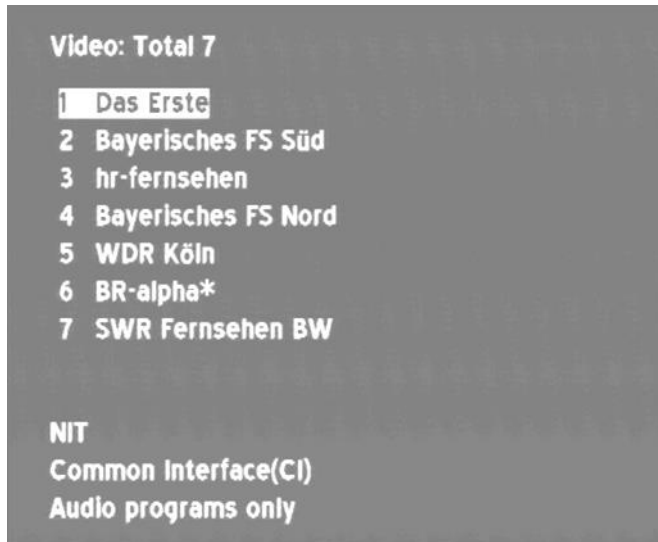 Video: Total 7
1 Das Erste
2 Bayerisches FS Süd
3 hr-fernsehen
4 Bayerisches FS Nord
5 WDR Köln
6 BR-alpha*
7 SWR Fernsehen BW
NIT
Common Interface(CI)
Audio programs only